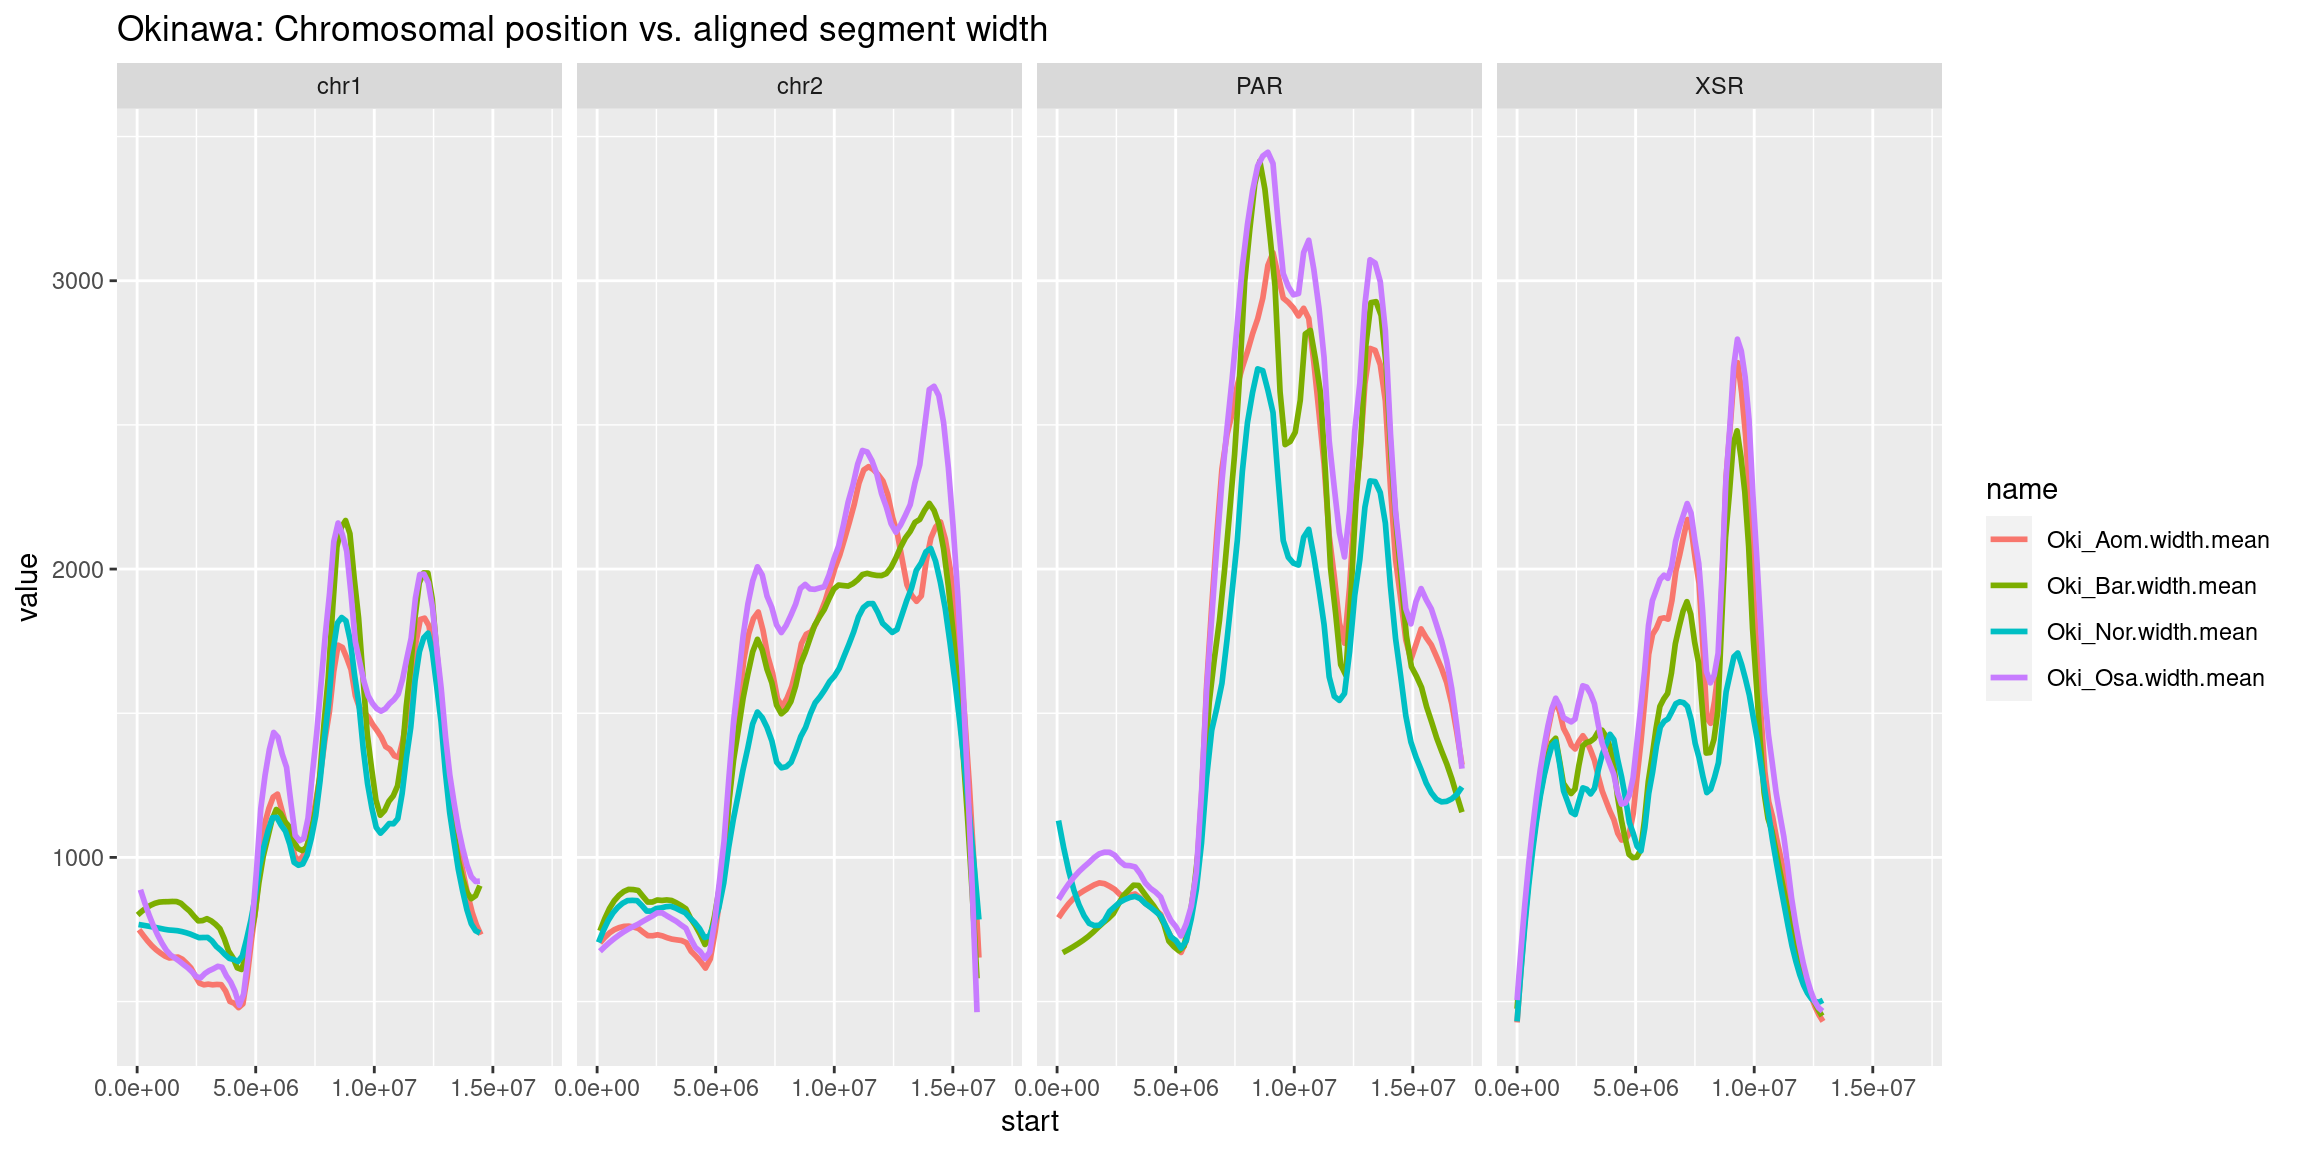 Okinawa: Chromosomal position vs. aligned segment width
chr1 chr2 PAR XSR
3000
2000
1000
value
0.0e+00 5.0e+06 1.0e+07 1.5e+07 0.0e+00 5.0e+06 1.0e+07 1.5e+07 0.0e+00 5.0e+06 1.0e+07 1.5e+07 0.0e+00 5.0e+06 1.0e+07 1.5e+07
start
name
Oki_Aom.width.mean
Oki_Bar.width.mean
Oki_Nor.width.mean
Oki_Osa.width.mean